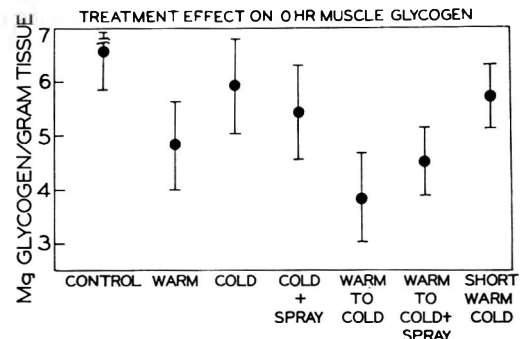 TREATMENT EFFECT ON 0 HR MUSCLE GLYCOGEN
Mg GLYCOGEN/GRAM TISSUE
7
6
5
4
3
CONTROL
WARM
COLD
COLD
+
SPRAY
WARM
TO
COLD
WARM
TO
COLD+
SPRAY
SHORT
WARM
COLD